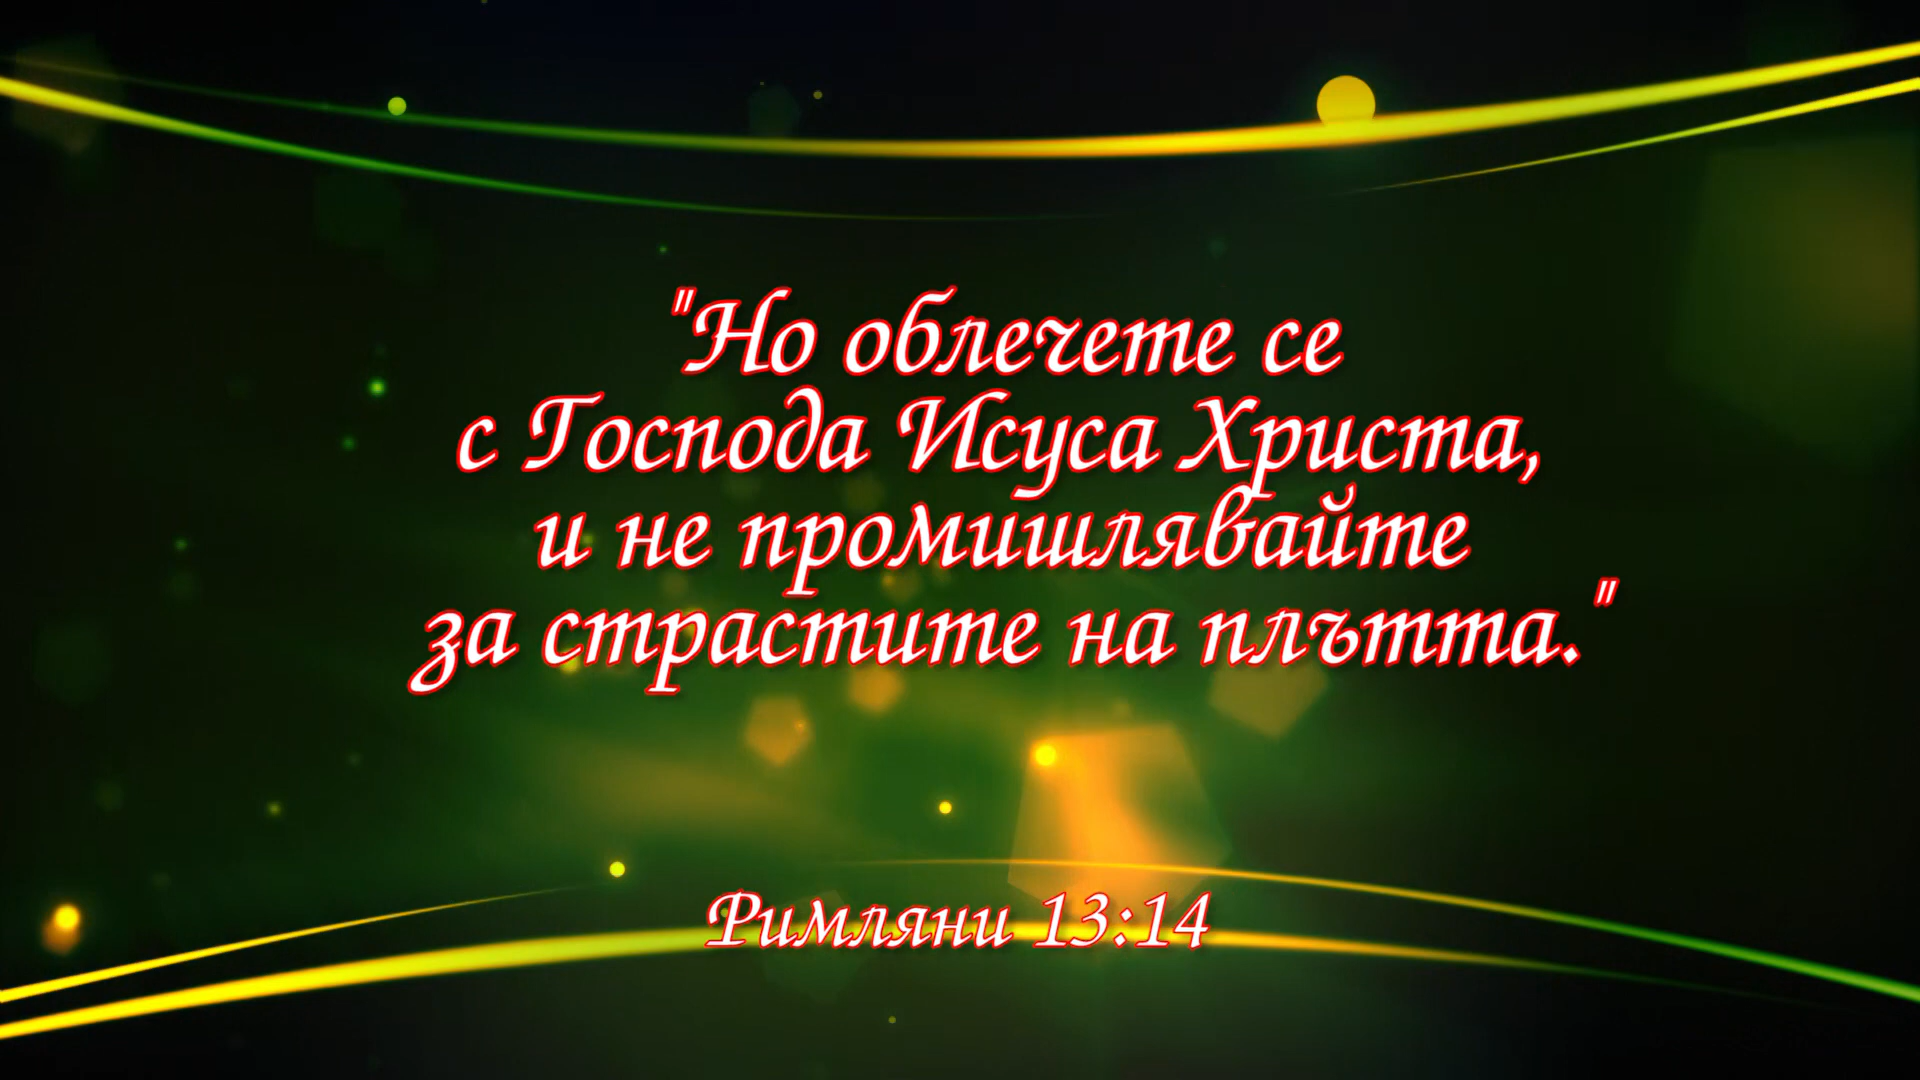 "Но облечете се
с Господа Исуса Христа,
и не промишлявайте
за страстите на плътта."
Римляни 13:14